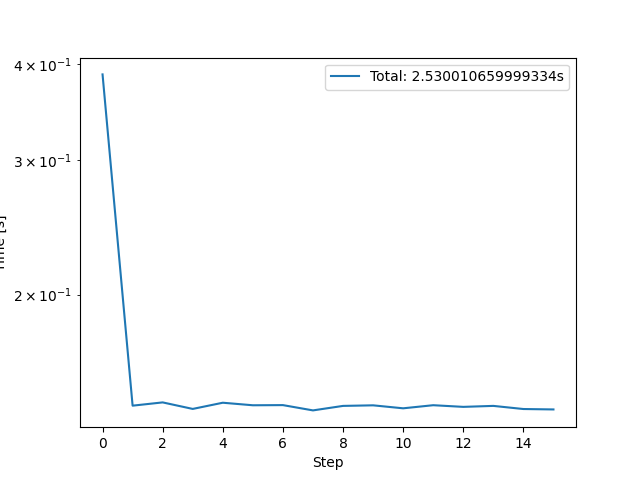 4 × 10⁻¹
Total: 2.530010659999334s
3 × 10⁻¹
[s]
2 × 10⁻¹
0 2 4 6 8 10 12 14
Step